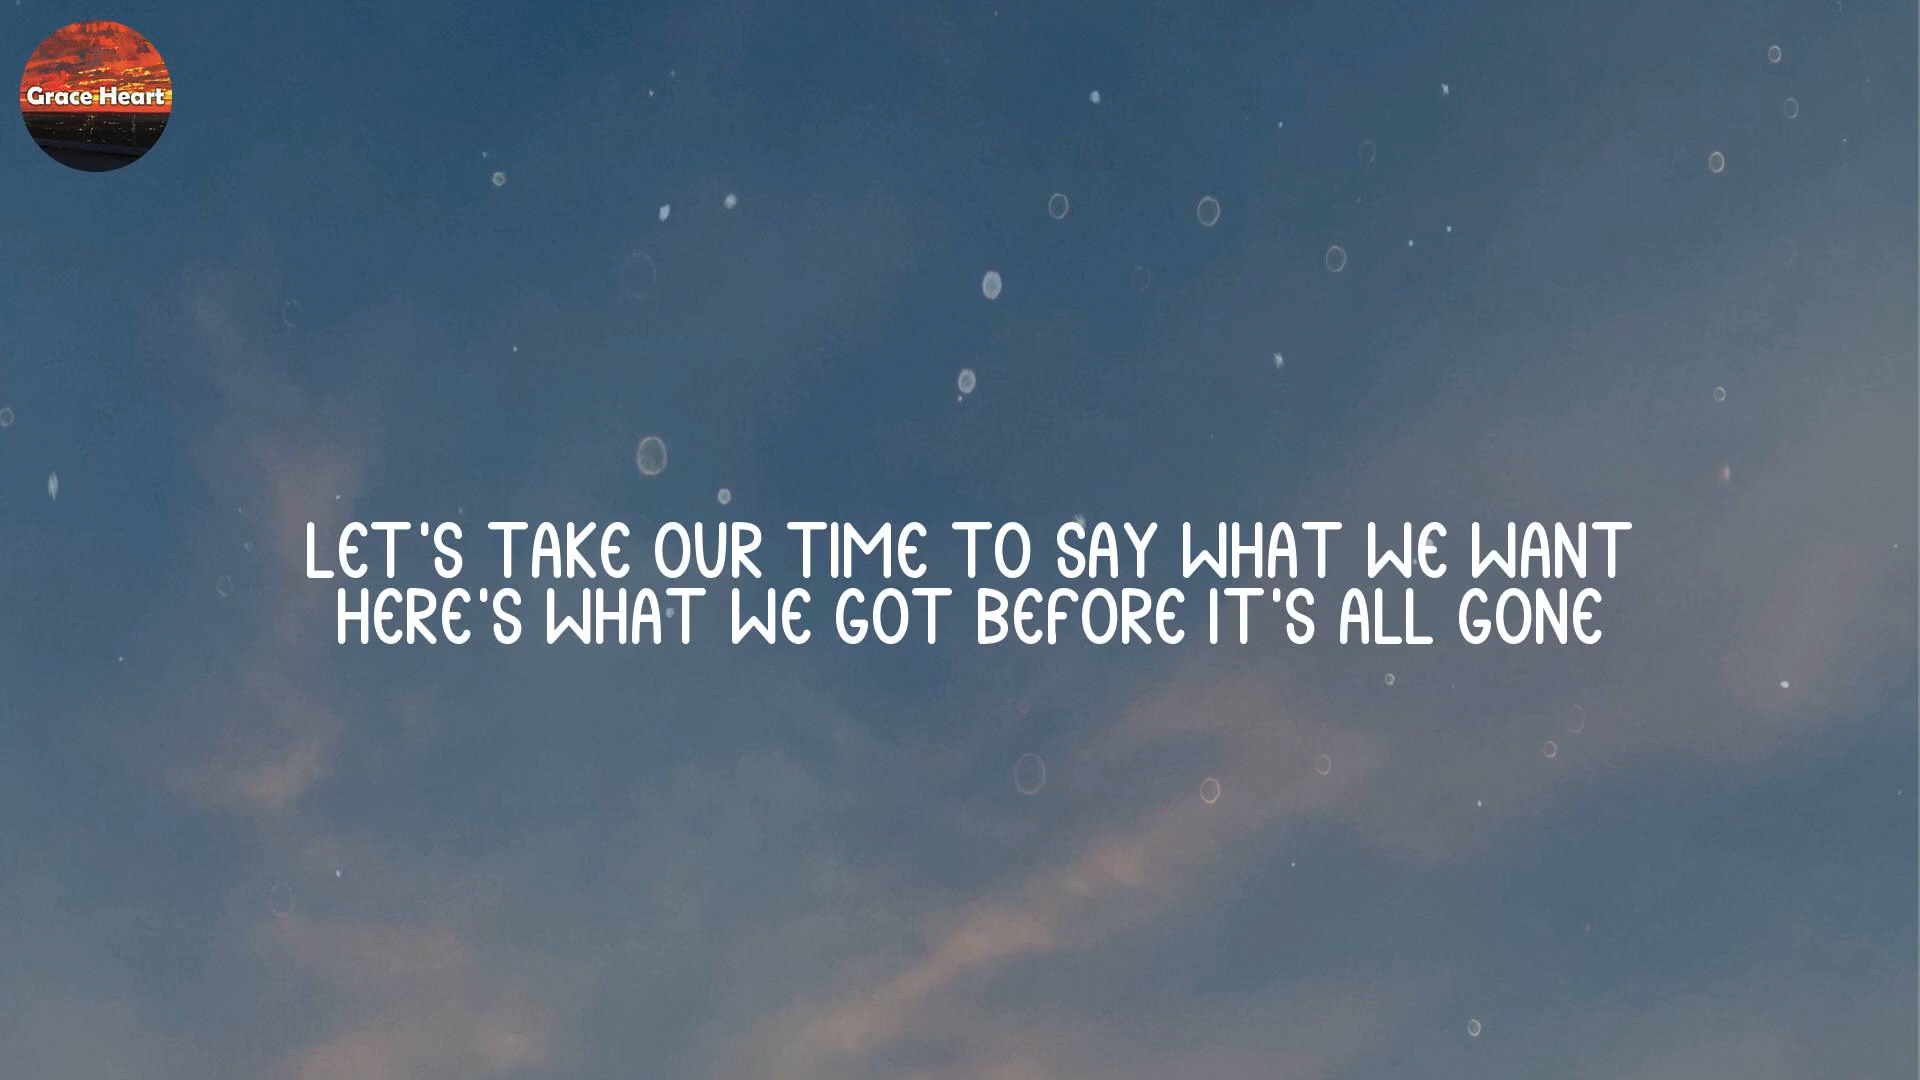 Grace Heart
LET'S TAKE OUR TIME TO SAY WHAT WE WANT
HERE'S WHAT WE GOT BEFORE IT'S ALL GONE